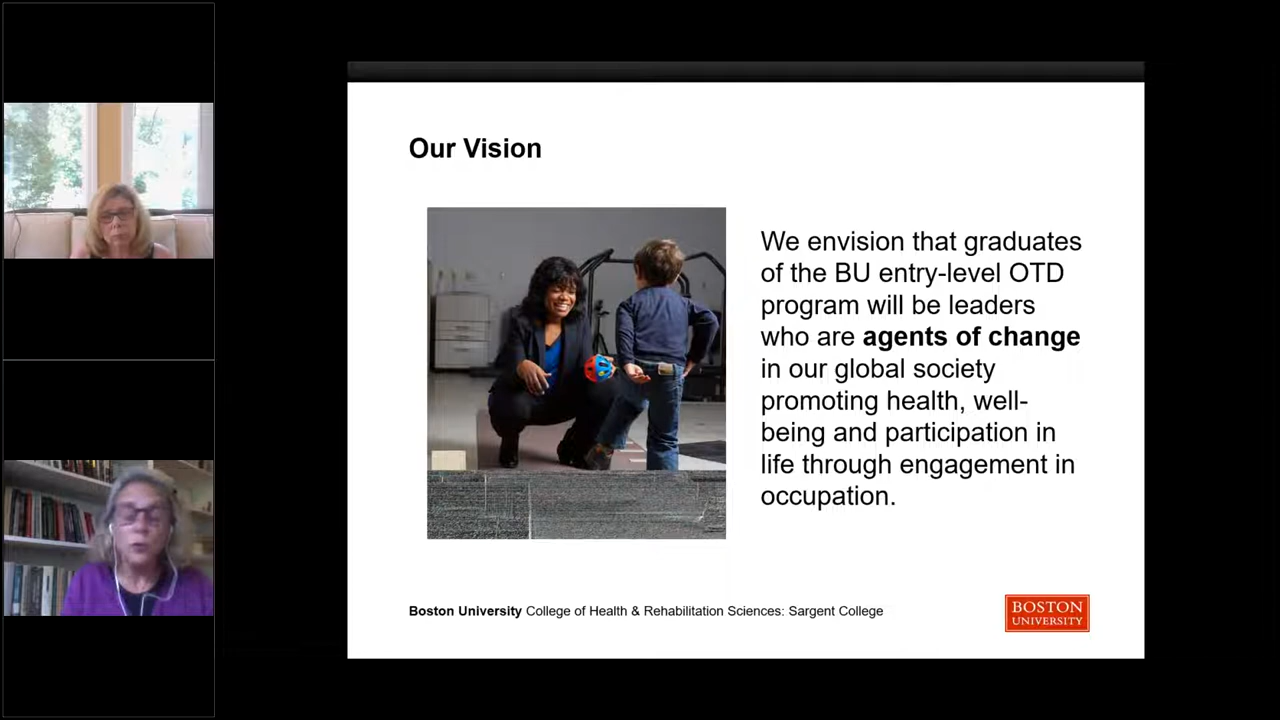 Our Vision
We envision that graduates
of the BU entry-level OTD
program will be leaders
who are agents of change
in our global society
promoting health, well-
being and participation in
life through engagement in
occupation.
Boston University College of Health & Rehabilitation Sciences: Sargent College
BOSTON
UNIVERSITY